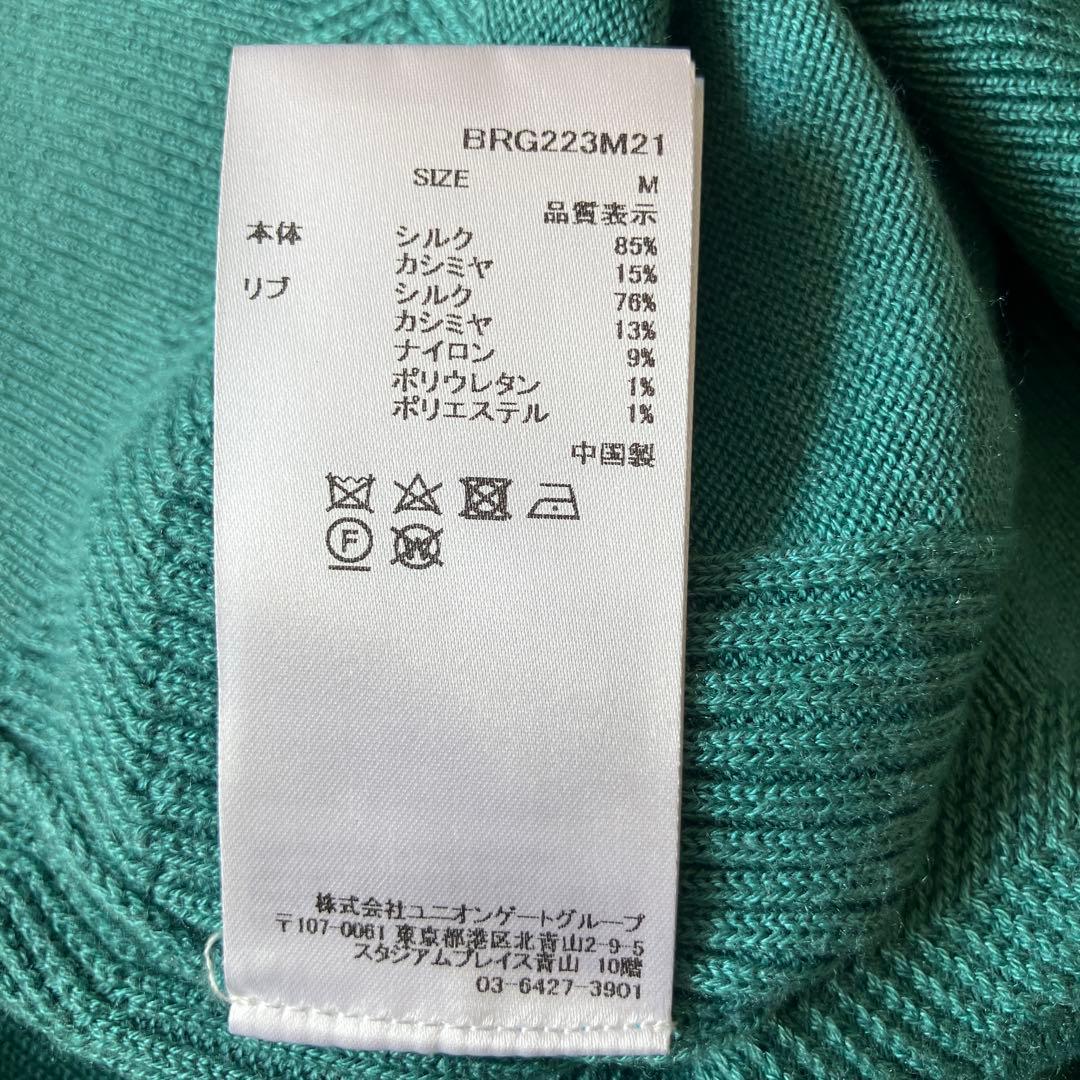 BRG223M21
SIZE M
品質表示
本体 シルク 85%
カシミヤ 15%
リブ シルク 76%
カシミヤ 13%
ナイロン 9%
ポリウレタン 1%
ポリエステル 1%
中国製
F W
株式会社ユニオンゲートグループ
〒107-0061 東京都港区北青山2-9-5
スタジアムプレイス青山 10階
03-6427-3901